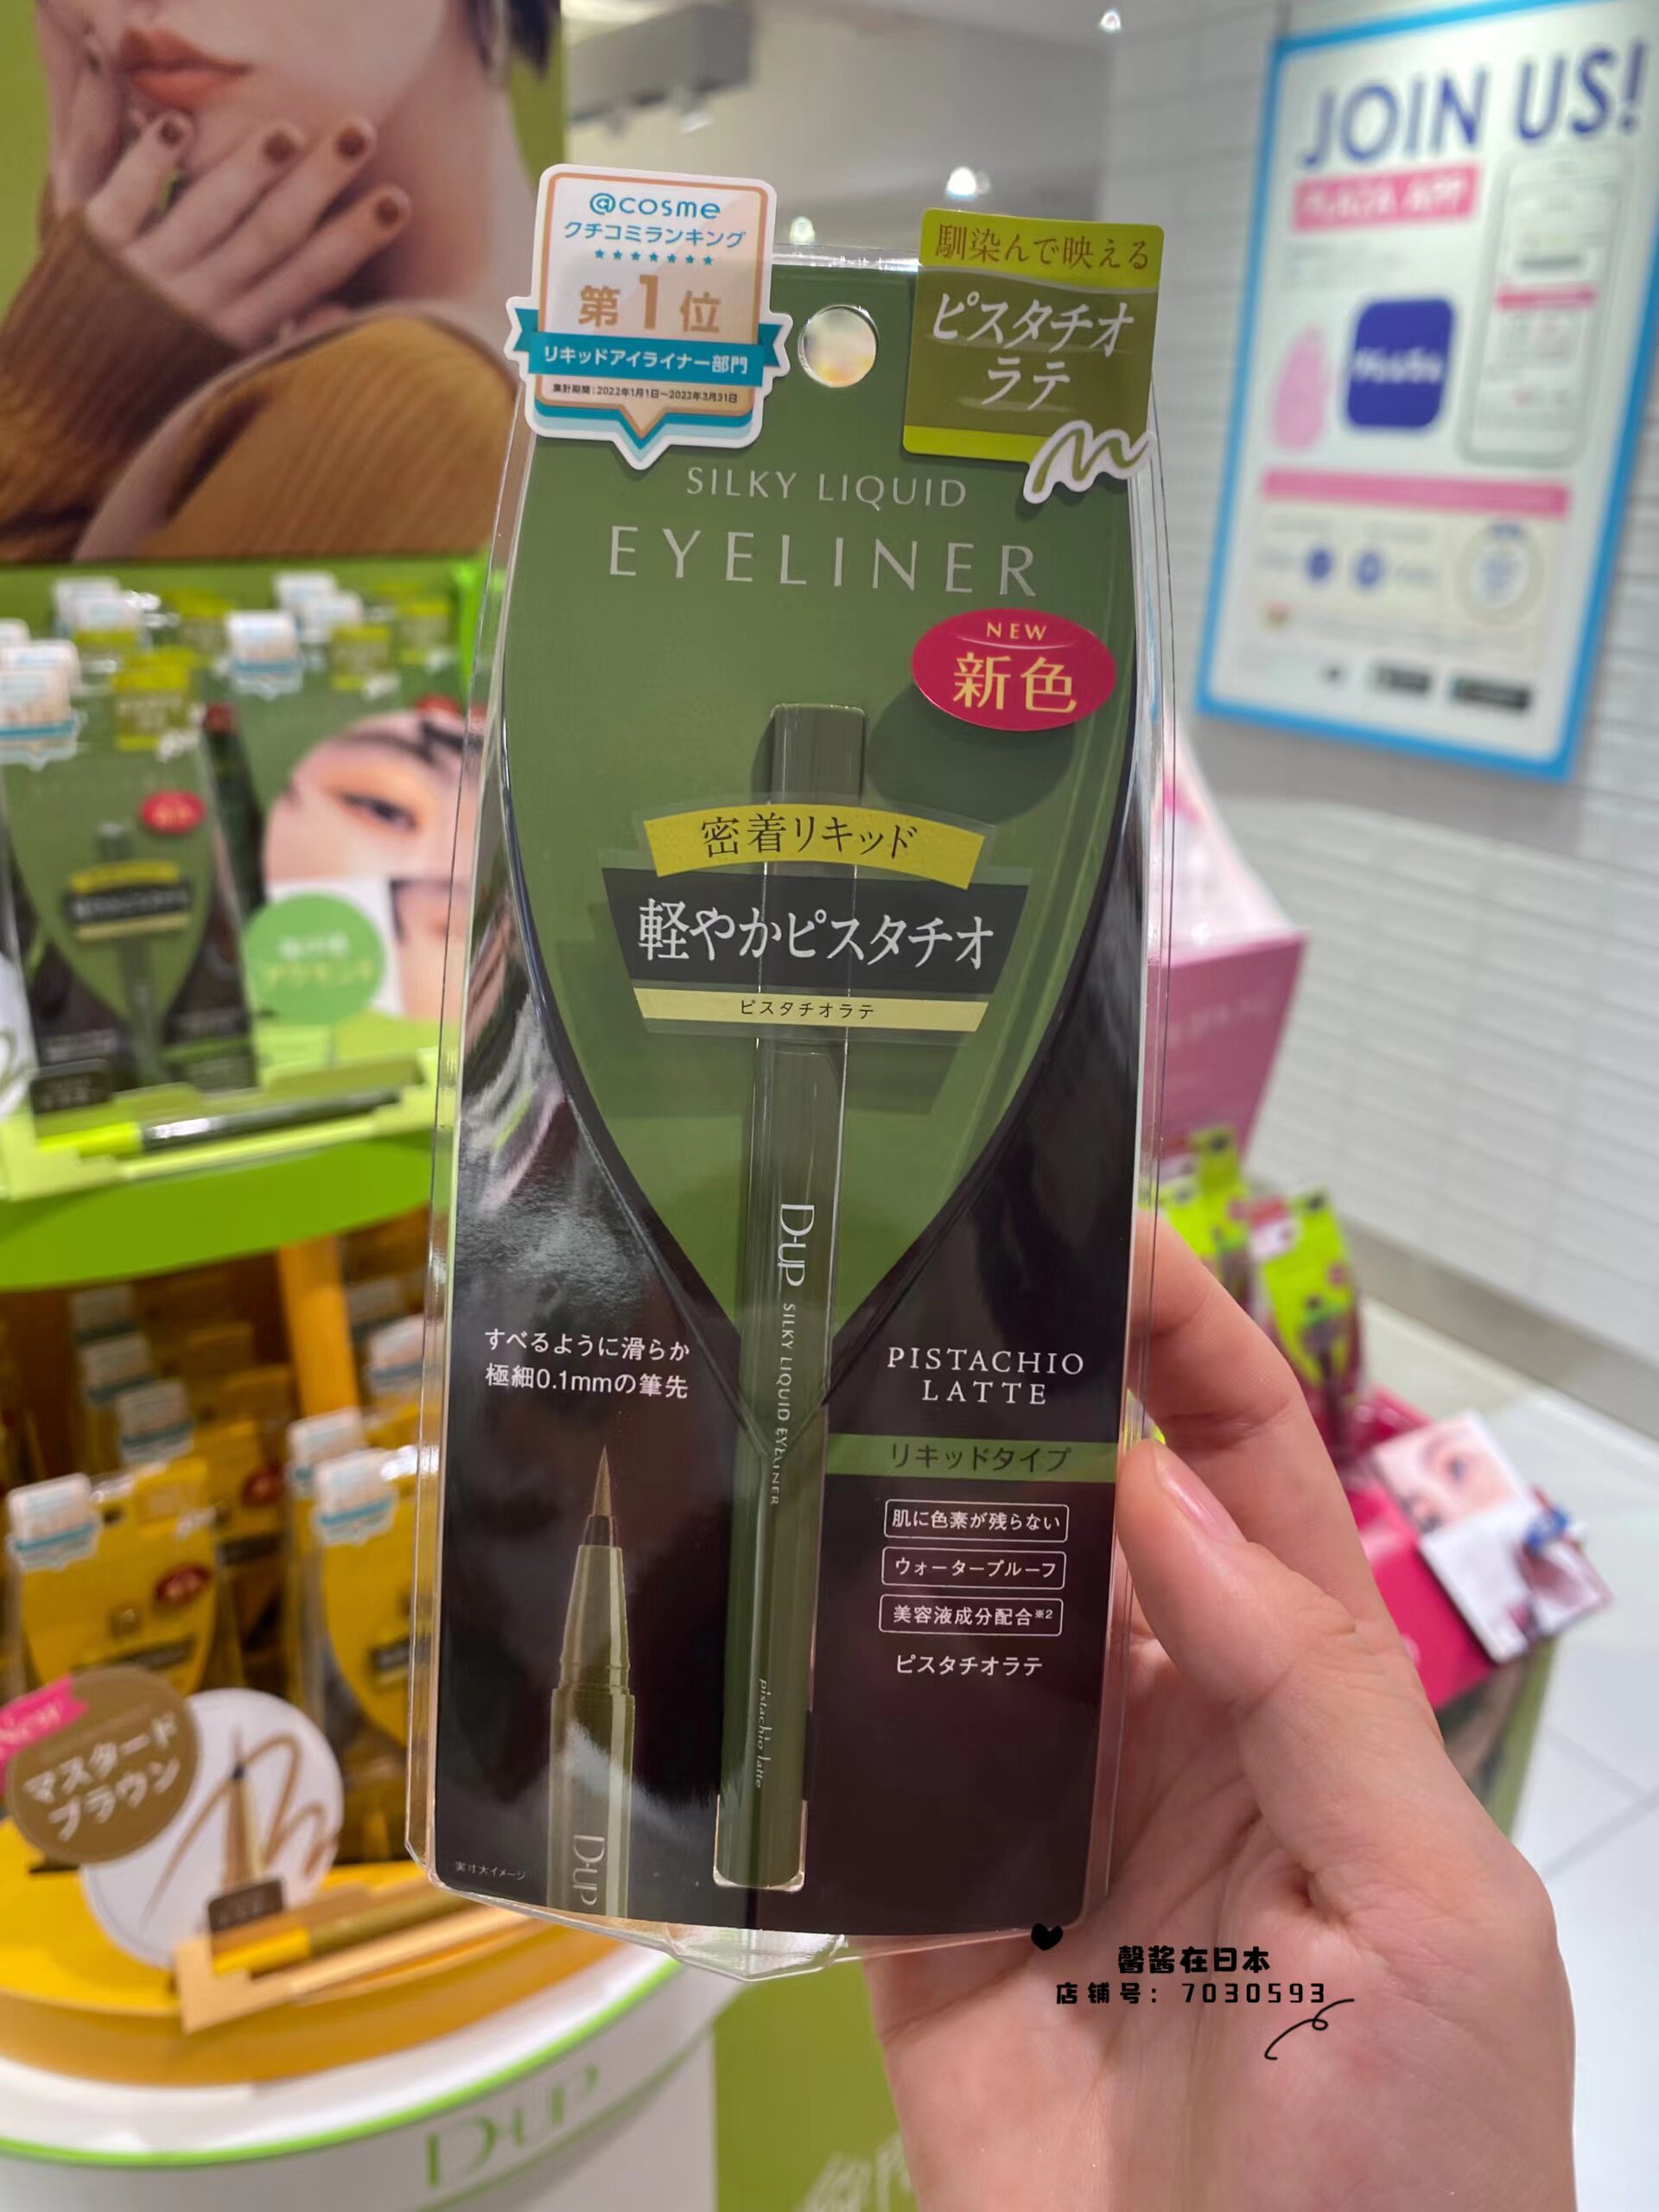 JOIN US!
PLAZA APP
@cosme
クチコミランキング
★★★★★★★
第1位
リキッドアイライナー部門
集計期間：2022年1月1日〜2022年3月31日
馴染んで映える
ピスタチオ
ラテ
SILKY LIQUID
EYELINER
NEW
新色
密着リキッド
軽やかピスタチオ
ピスタチオラテ
D-UP SILKY LIQUID EYELINER
pistachio latte
すべるように滑らか
極細0.1mmの筆先
D-UP
実寸大イメージ
PISTACHIO
LATTE
リキッドタイプ
肌に色素が残らない
ウォータープルーフ
美容液成分配合※2
ピスタチオラテ
New
マスタード
ブラウン
D-UP
馨酱在日本
店铺号：7030593